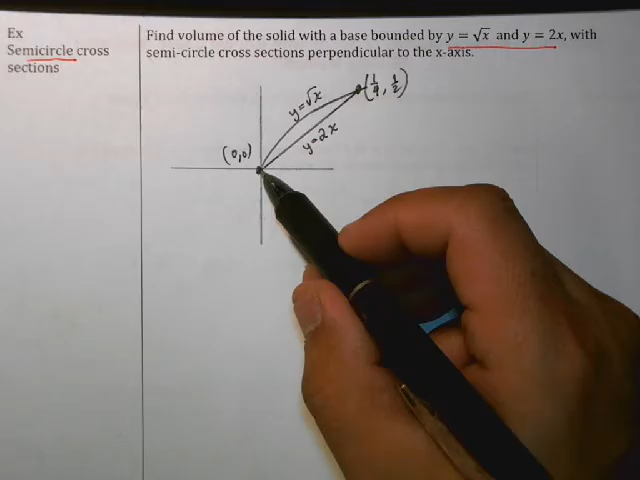 Ex
Semicircle cross
sections
Find volume of the solid with a base bounded by y = √x and y = 2x, with
semi-circle cross sections perpendicular to the x-axis.
(1/4, 1/2)
y=√x
y=2x
(0,0)